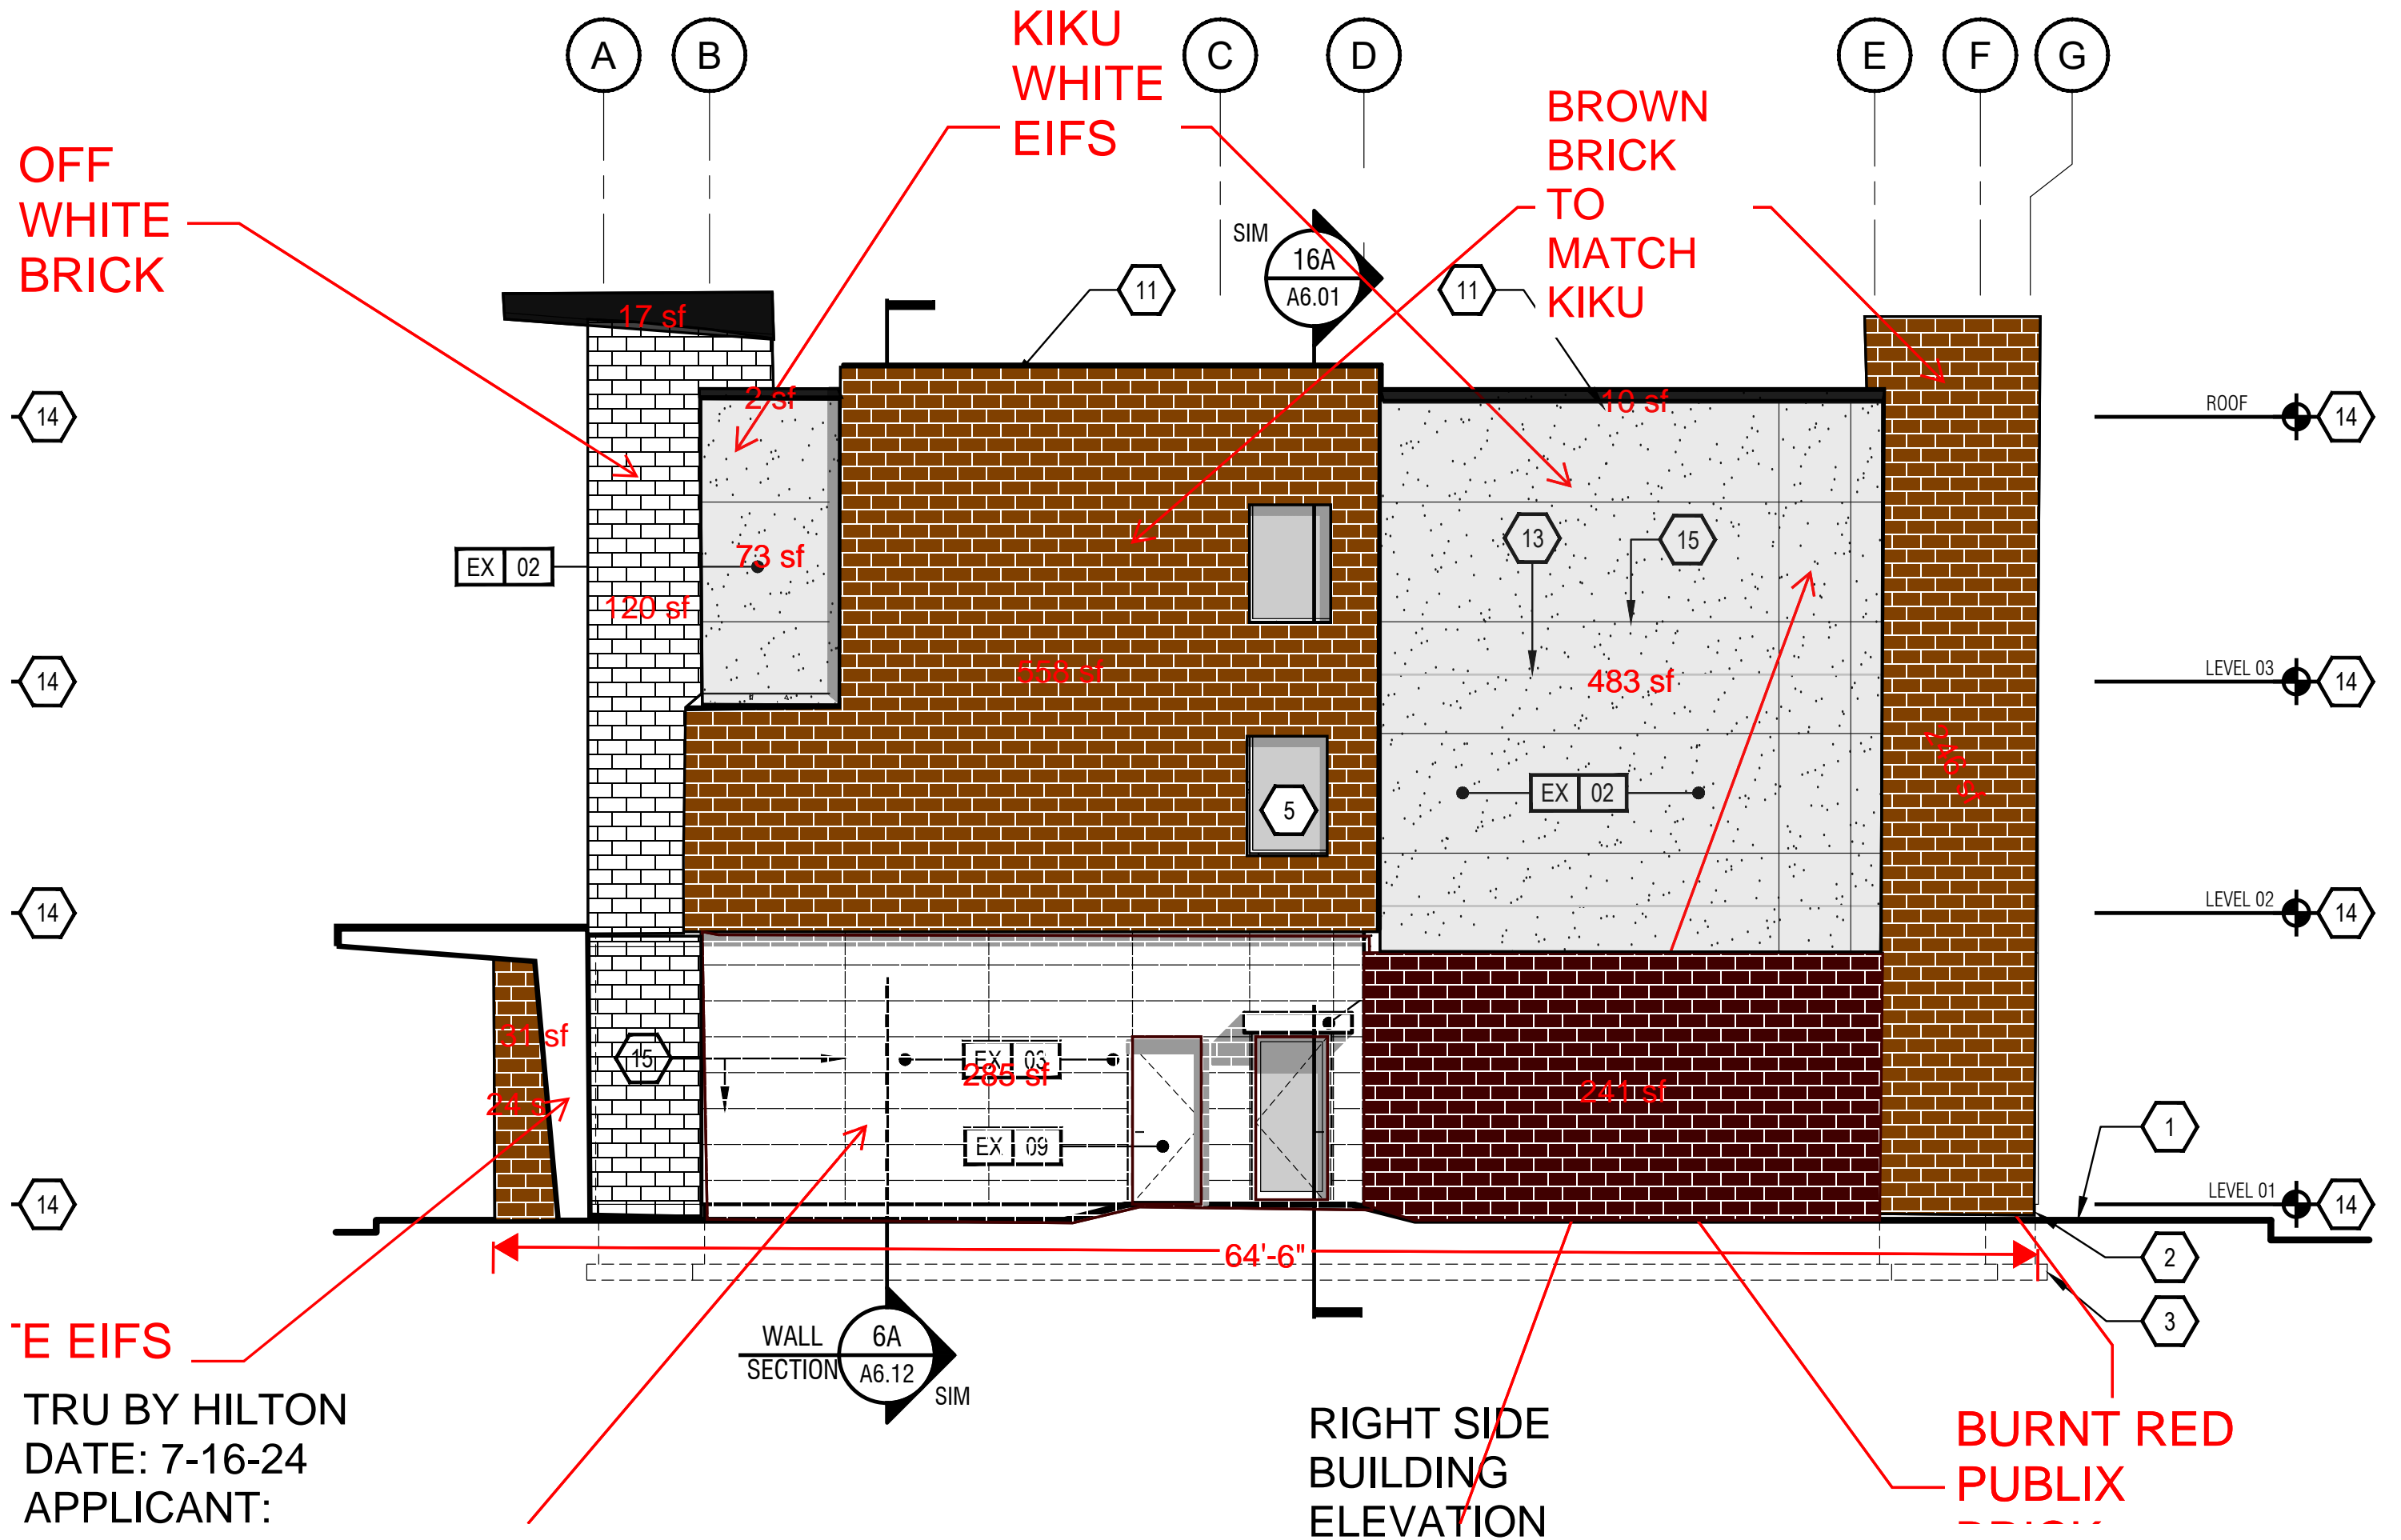 A
B
KIKU
WHITE
EIFS
C
D
E
F
G
BROWN
BRICK
TO
MATCH
KIKU
OFF
WHITE
BRICK
SIM
16A
A6.01
11
11
17 sf
2 sf
10 sf
14
ROOF
14
EX 02
73 sf
13
15
120 sf
558 sf
483 sf
14
LEVEL 03
14
EX 02
5
14
LEVEL 02
14
31 sf
15
EX 03
285 sf
241 sf
24 s
EX 09
1
14
LEVEL 01
14
64'-6"
2
3
E EIFS
WALL
SECTION
6A
A6.12
SIM
TRU BY HILTON
DATE: 7-16-24
APPLICANT:
RIGHT SIDE
BUILDING
ELEVATION
BURNT RED
PUBLIX